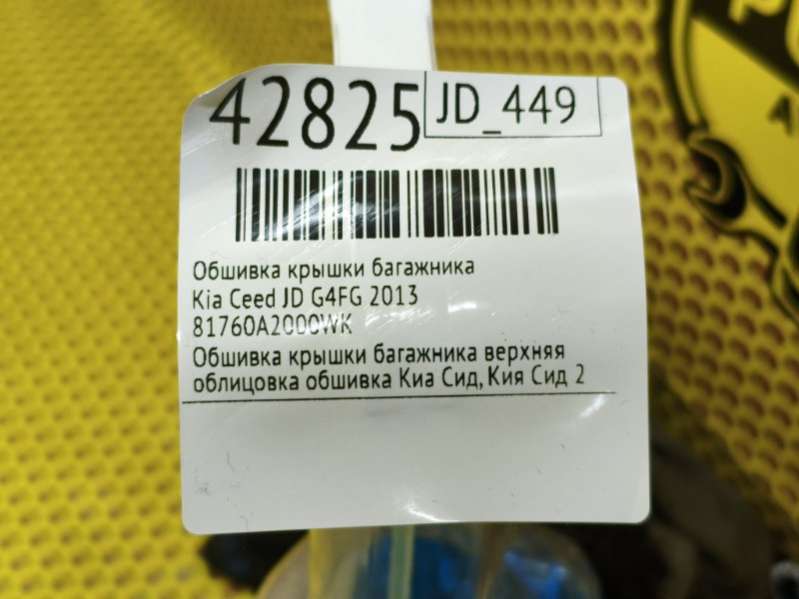 42825
JD_449
Обшивка крышки багажника
Kia Ceed JD G4FG 2013
81760A2000WK
Обшивка крышки багажника верхняя
облицовка обшивка Киа Сид, Кия Сид 2